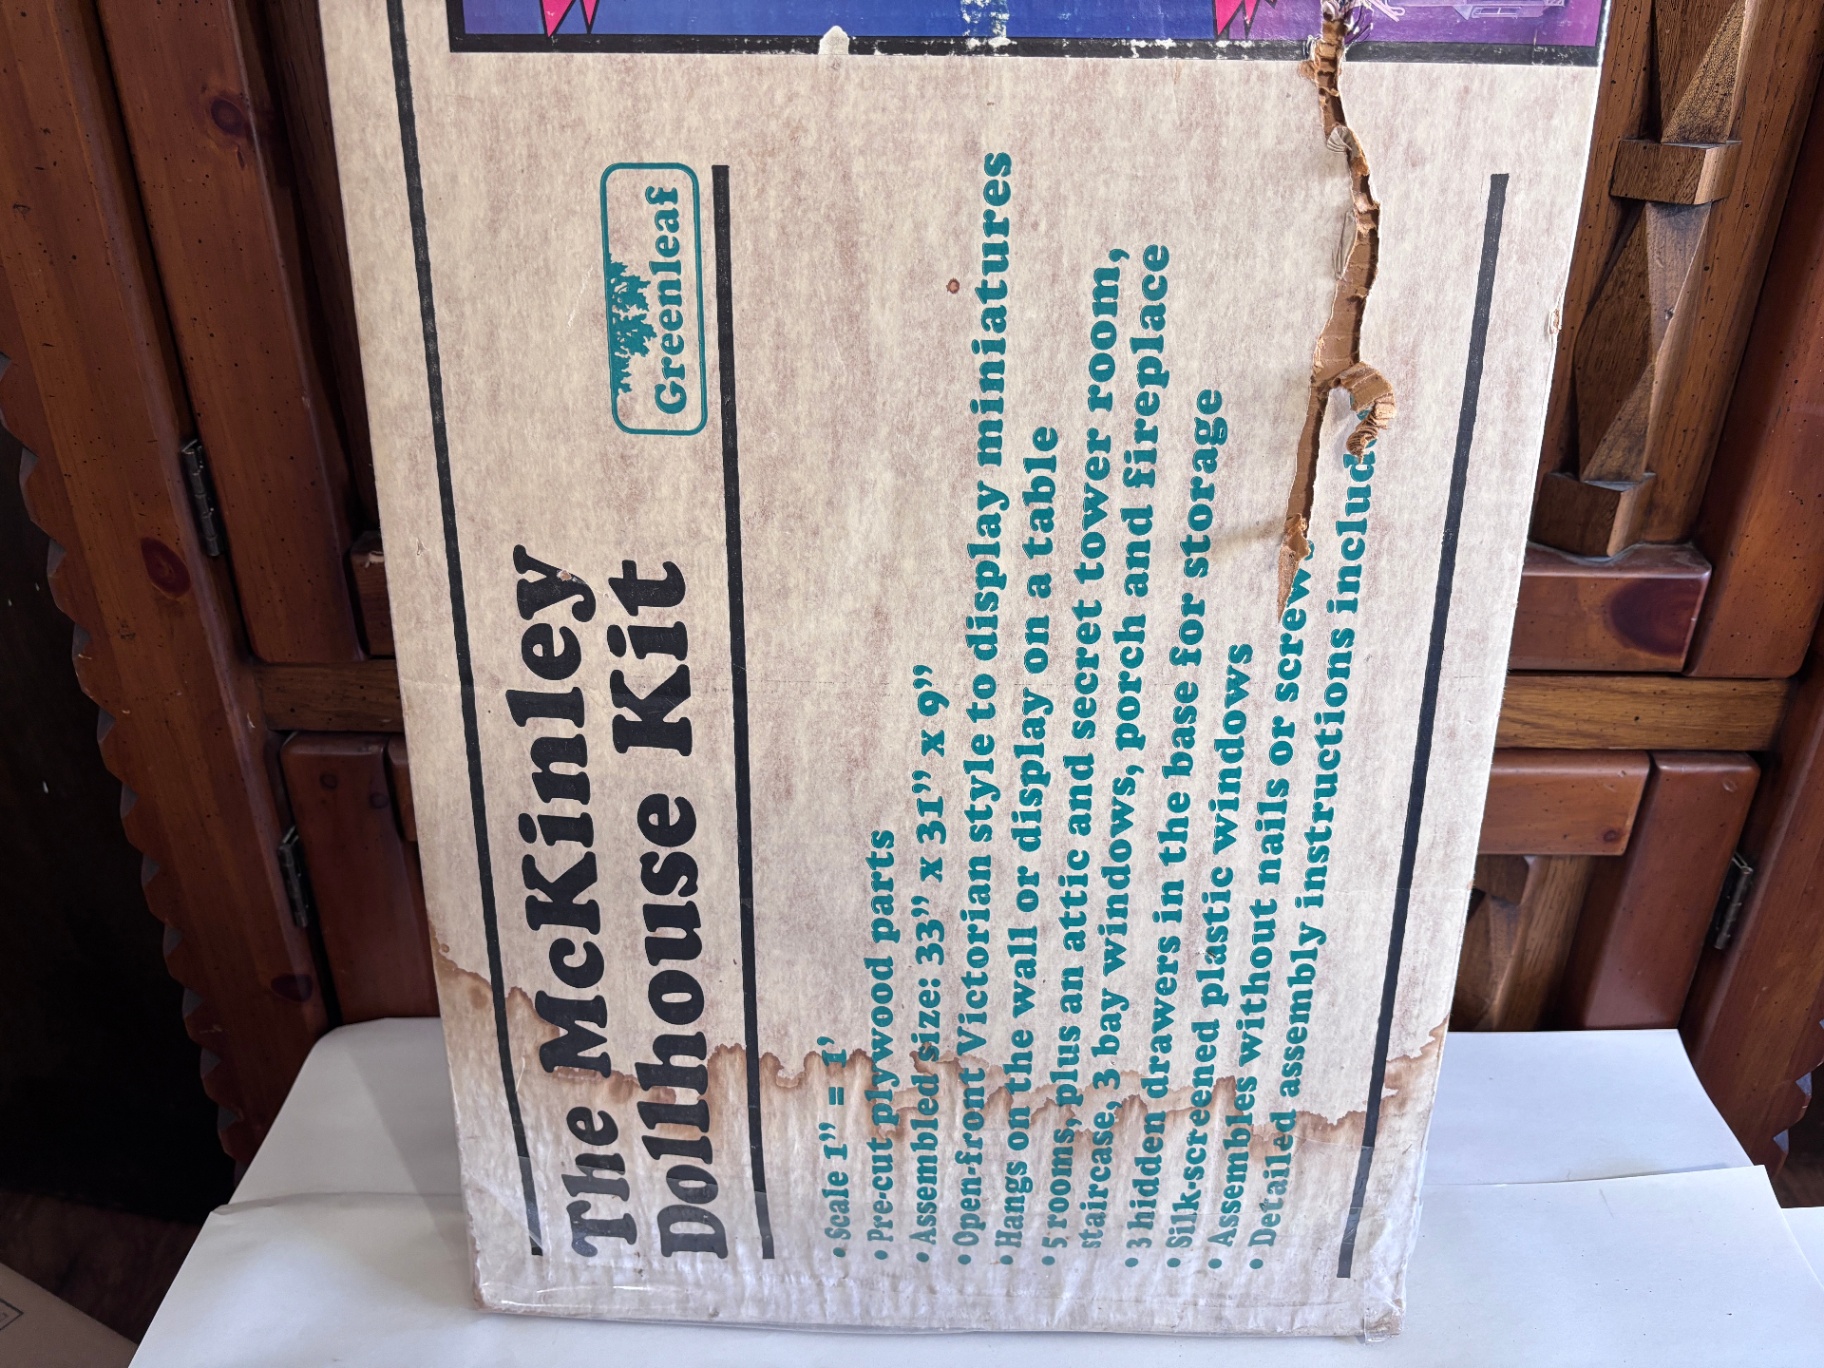 The McKinley
Dollhouse Kit
Greenleaf
• Scale 1” = 1’
• Pre-cut plywood parts
• Assembled size: 33” x 31” x 9”
• Open-front Victorian style to display miniatures
• Hangs on the wall or display on a table
• 5 rooms, plus an attic and secret tower room,
staircase, 3 bay windows, porch and fireplace
• 3 hidden drawers in the base for storage
• Silk-screened plastic windows
• Assembles without nails or screws
• Detailed assembly instructions include